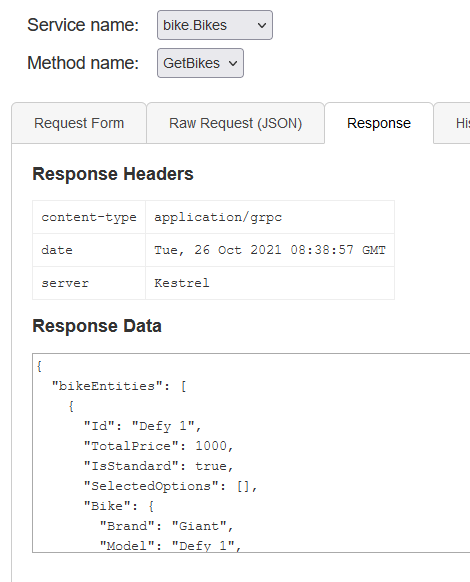 Service name: bike.Bikes
Method name: GetBikes
Request Form Raw Request (JSON) Response
Response Headers
content-type application/grpc
date Tue, 26 Oct 2021 08:38:57 GMT
server Kestrel
Response Data
{
"bikeEntities": [
{
"Id": "Defy 1",
"TotalPrice": 1000,
"IsStandard": true,
"SelectedOptions": [],
"Bike": {
"Brand": "Giant",
"Model": "Defy 1",